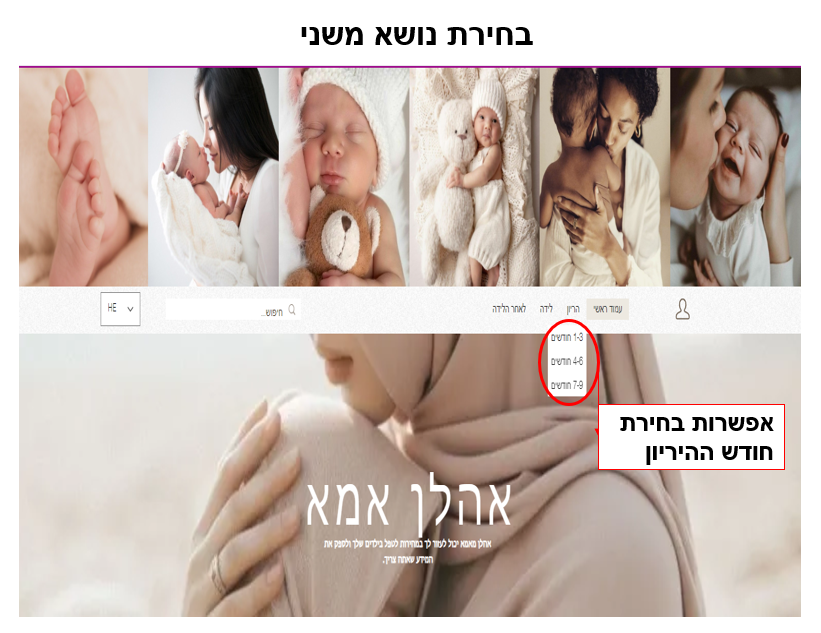 בחירת נושא משני
עמוד ראשי
הריון
לידה
לאחר הלידה
חיפוש...
HE
1-3 חודשים
4-6 חודשים
7-9 חודשים
אפשרות בחירת
חודש ההיריון
אהלן אמא
אהלן מאמא יכול לעזור לך במהירות לטפל בילדים שלך ולספק את
המידע שאתה צריך.